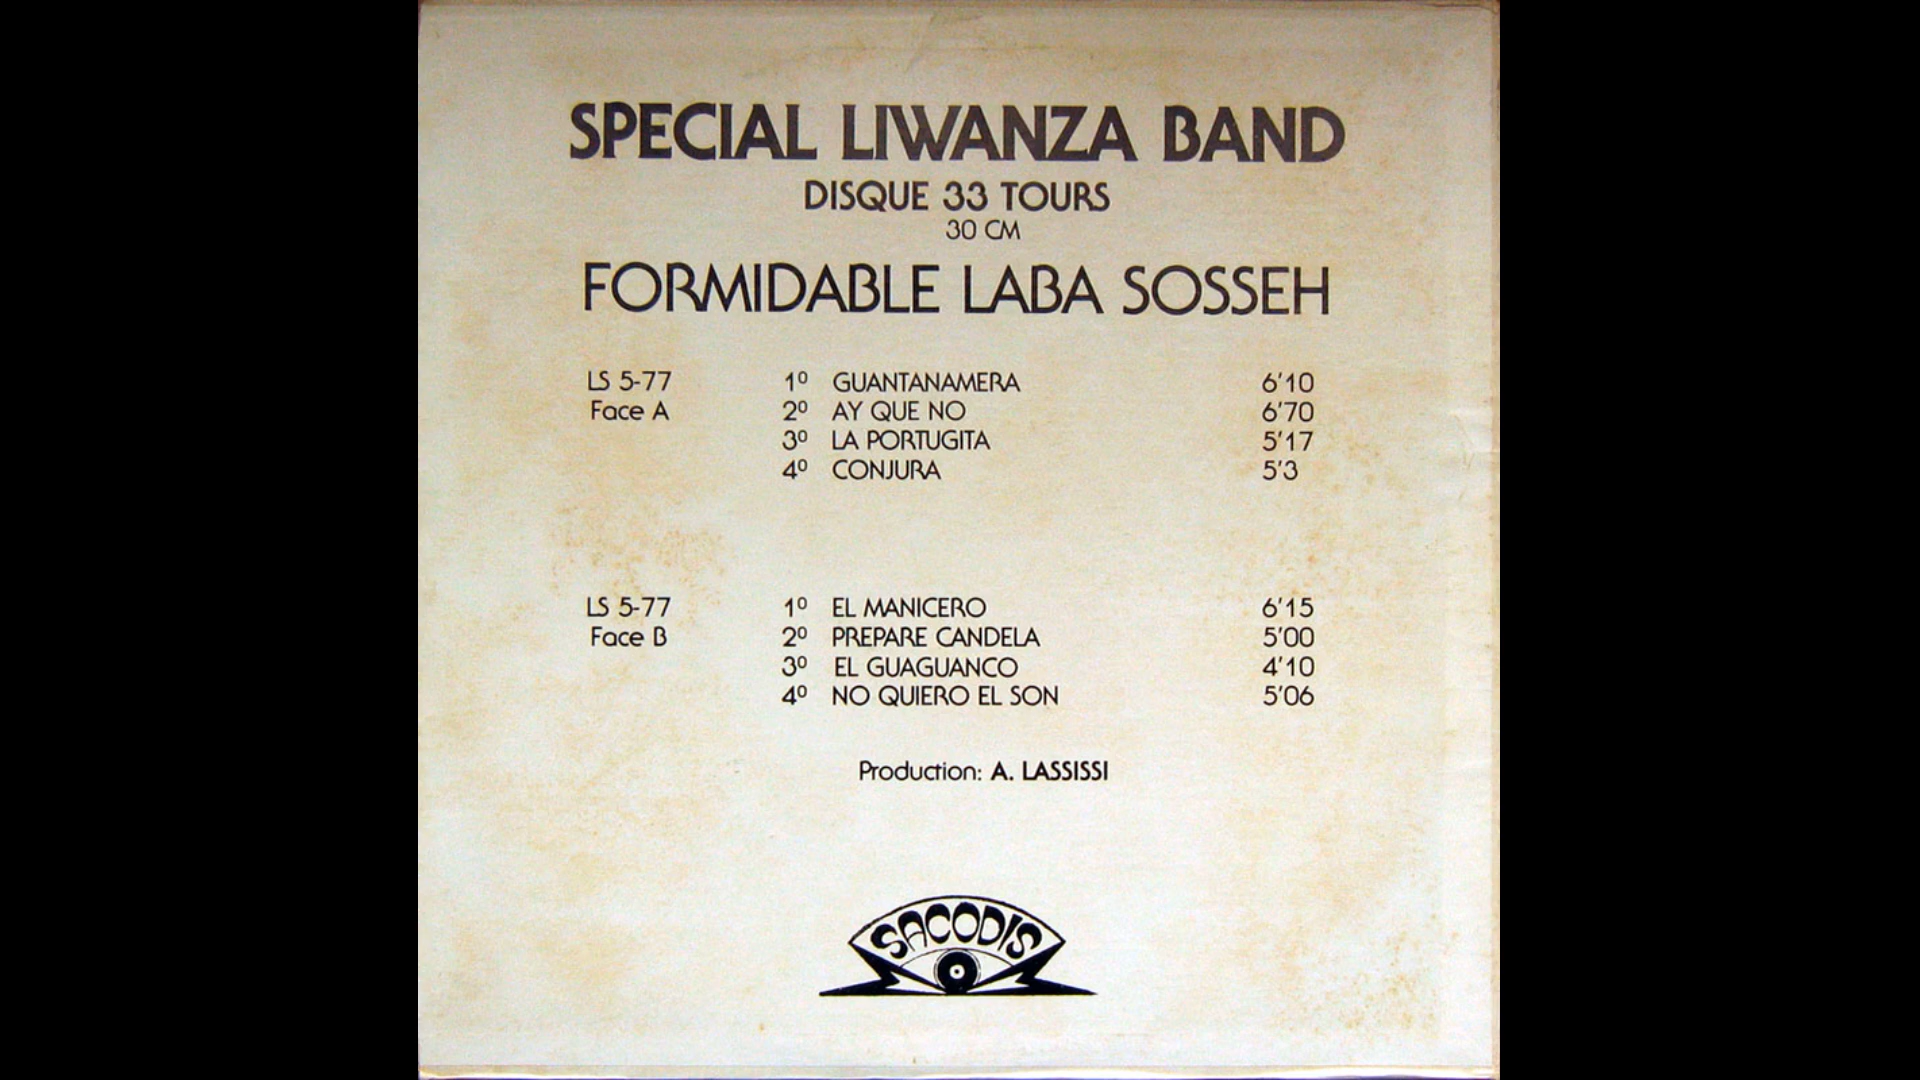 SPECIAL LIWANZA BAND
DISQUE 33 TOURS
30 CM
FORMIDABLE LABA SOSSEH
LS 5-77 1º GUANTANAMERA 6'10
Face A 2º AY QUE NO 6'70
3º LA PORTUGITA 5'17
4º CONJURA 5'3
LS 5-77 1º EL MANICERO 6'15
Face B 2º PREPARE CANDELA 5'00
3º EL GUAGUANCO 4'10
4º NO QUIERO EL SON 5'06
Production: A. LASSISSI
SACODIS